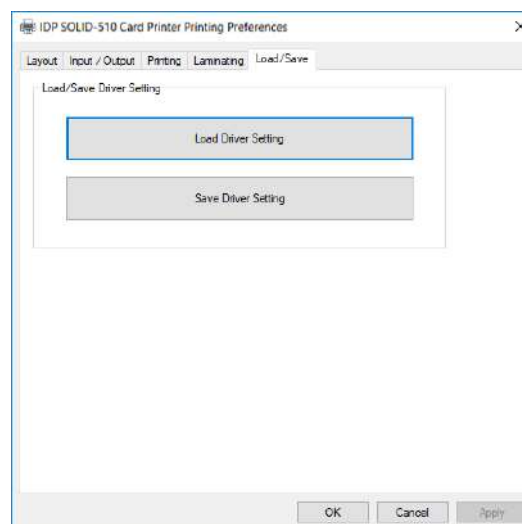 IDP SOLID-510 Card Printer Printing Preferences
Layout Input / Output Printing Laminating Load/Save
Load/Save Driver Setting
Load Driver Setting
Save Driver Setting
OK Cancel Apply